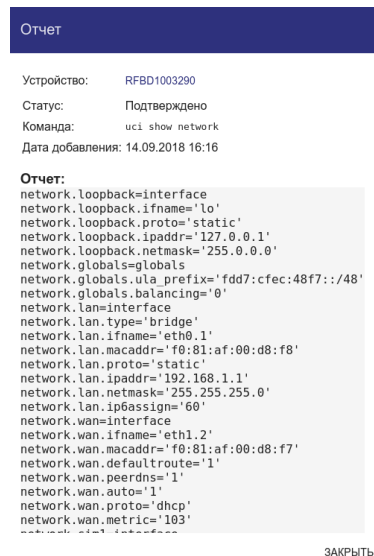 Отчет
Устройство: RFBD1003290
Статус: Подтверждено
Команда: uci show network
Дата добавления: 14.09.2018 16:16
Отчет:
network.loopback=interface
network.loopback.ifname='lo'
network.loopback.proto='static'
network.loopback.ipaddr='127.0.0.1'
network.loopback.netmask='255.0.0.0'
network.globals=globals
network.globals.ula_prefix='fdd7:cfec:48f7::/48'
network.globals.balancing='0'
network.lan=interface
network.lan.type='bridge'
network.lan.ifname='eth0.1'
network.lan.macaddr='f0:81:af:00:d8:f8'
network.lan.proto='static'
network.lan.ipaddr='192.168.1.1'
network.lan.netmask='255.255.255.0'
network.lan.ip6assign='60'
network.wan=interface
network.wan.ifname='eth1.2'
network.wan.macaddr='f0:81:af:00:d8:f7'
network.wan.defaultroute='1'
network.wan.peerdns='1'
network.wan.auto='1'
network.wan.proto='dhcp'
network.wan.metric='103'
network.sim1=interface
ЗАКРЫТЬ